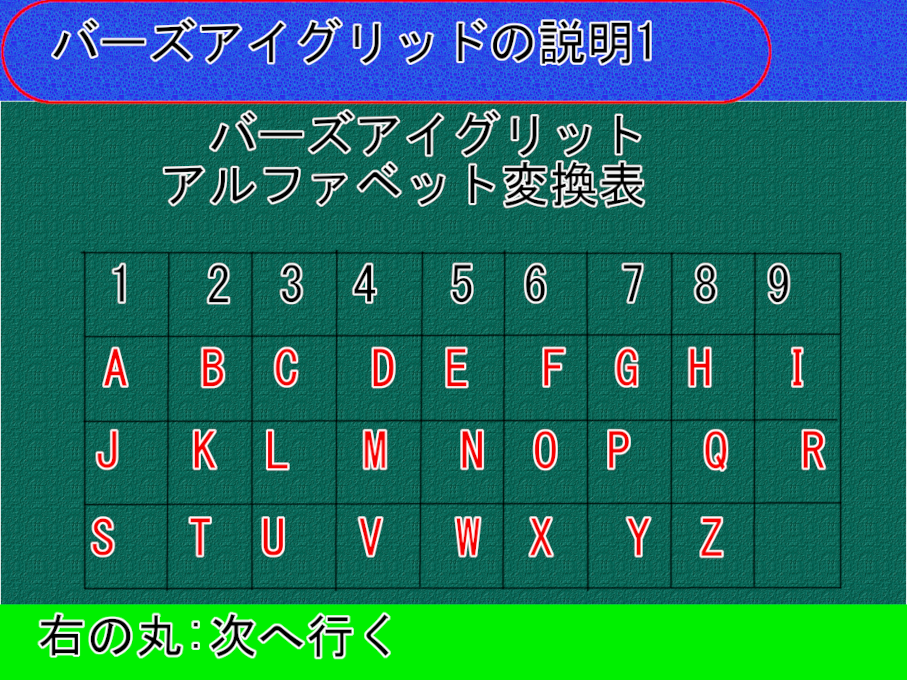 バーズアイグリッドの説明1
バーズアイグリット
アルファベット変換表
1 2 3 4 5 6 7 8 9
A B C D E F G H I
J K L M N O P Q R
S T U V W X Y Z
右の丸:次へ行く